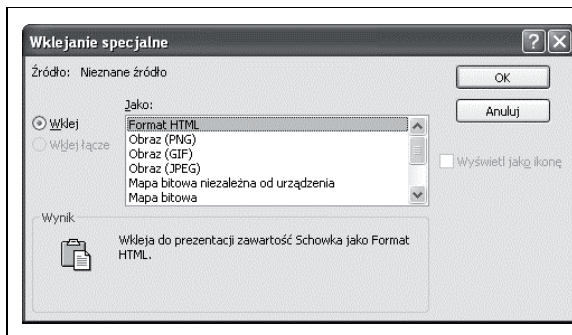 Wklejanie specjalne
Źródło: Nieznane źródło
OK
Anuluj
Jako:
Wklej
Wklej łącze
Format HTML
Obraz (PNG)
Obraz (GIF)
Obraz (JPEG)
Mapa bitowa niezależna od urządzenia
Mapa bitowa
Wyświetl jako ikonę
Wynik
Wkleja do prezentacji zawartość Schowka jako Format
HTML.